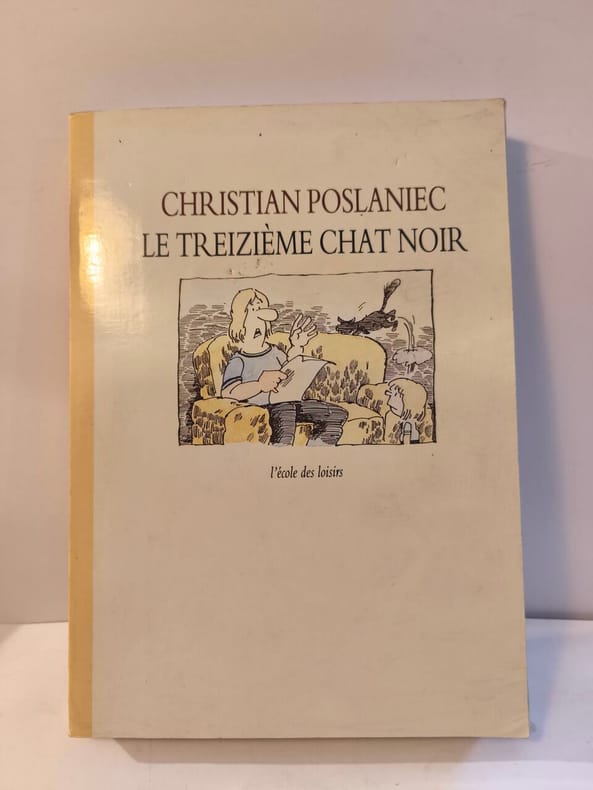 CHRISTIAN POSLANIEC
LE TREIZIÈME CHAT NOIR
l'école des loisirs